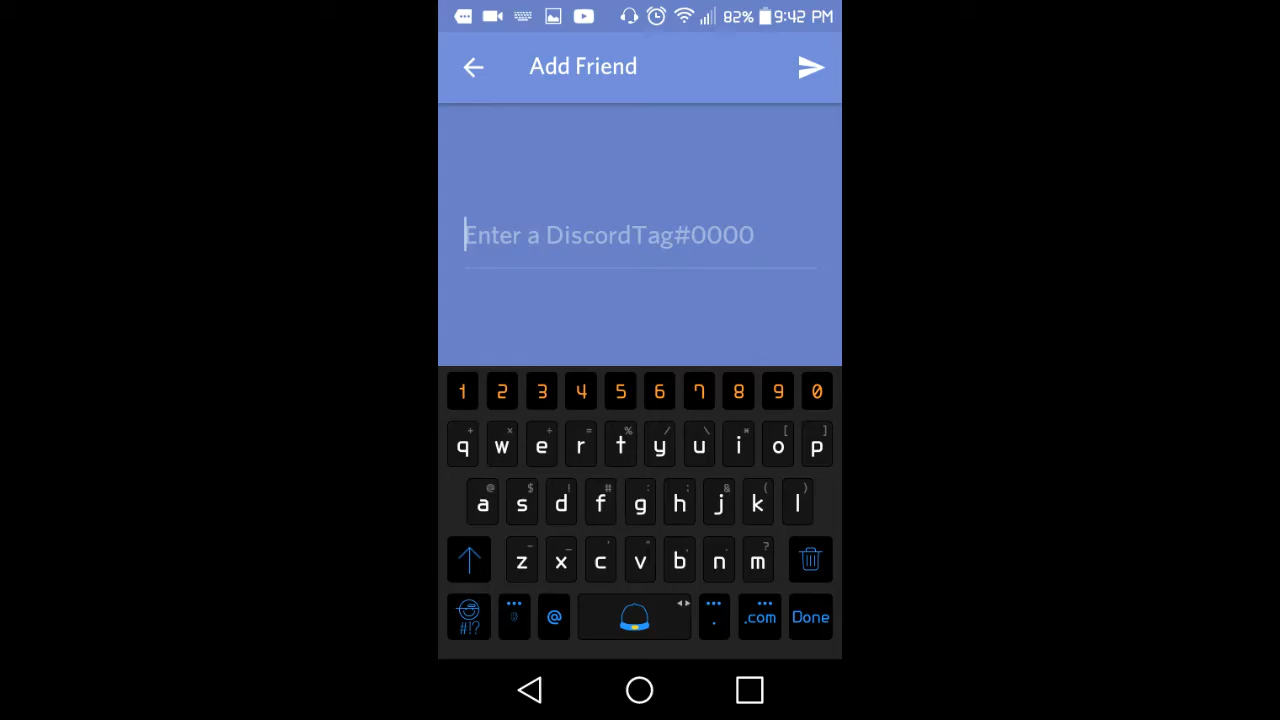 82% 9:42 PM
Add Friend
Enter a DiscordTag#0000
1 2 3 4 5 6 7 8 9 0
q w e r t y u i o p
a s d f g h j k l
z x c v b n m
#!? @ . .com Done